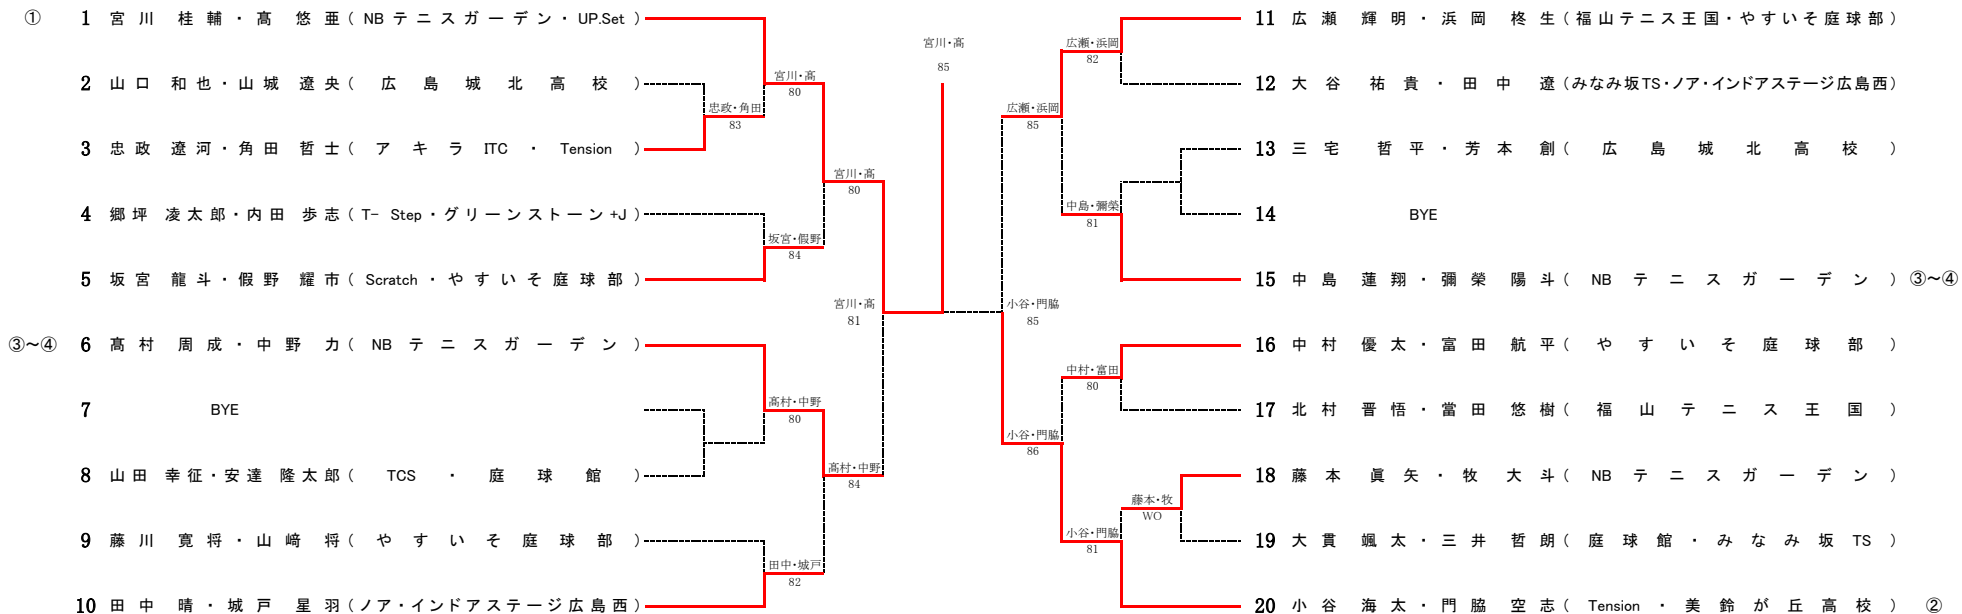 ① 1 宮川 桂輔・髙 悠亜(NBテニスガーデン・UP.Set)
2 山口 和也・山城 遼央(広島城北高校)
3 忠政 遼河・角田 哲士(アキラITC・Tension)
4 郷坪 凌太郎・内田 歩志(T-Step・グリーンストーン+J)
5 坂宮 龍斗・假野 耀市(Scratch・やすいそ庭球部)
③~④ 6 髙村 周成・中野 力(NBテニスガーデン)
7 BYE
8 山田 幸征・安達 隆太郎(TCS・庭球館)
9 藤川 寛将・山﨑 将(やすいそ庭球部)
10 田中 晴・城戸 星羽(ノア・インドアステージ広島西)
忠政・角田
83
宮川・髙
80
坂宮・假野
84
髙村・中野
80
田中・城戸
82
宮川・髙
80
髙村・中野
84
宮川・髙
81
宮川・髙
85
小谷・門脇
85
広瀬・浜岡
85
小谷・門脇
86
広瀬・浜岡
82
中島・彌榮
81
中村・富田
80
小谷・門脇
81
藤本・牧
WO
11 広瀬 輝明・浜岡 柊生(福山テニス王国・やすいそ庭球部)
12 大谷 祐貴・田中 遼(みなみ坂TS・ノア・インドアステージ広島西)
13 三宅 哲平・芳本 創(広島城北高校)
14 BYE
15 中島 蓮翔・彌榮 陽斗(NBテニスガーデン) ③~④
16 中村 優太・富田 航平(やすいそ庭球部)
17 北村 晋悟・當田 悠樹(福山テニス王国)
18 藤本 眞矢・牧 大斗(NBテニスガーデン)
19 大貫 颯太・三井 哲朗(庭球館・みなみ坂TS)
20 小谷 海太・門脇 空志(Tension・美鈴が丘高校) ②